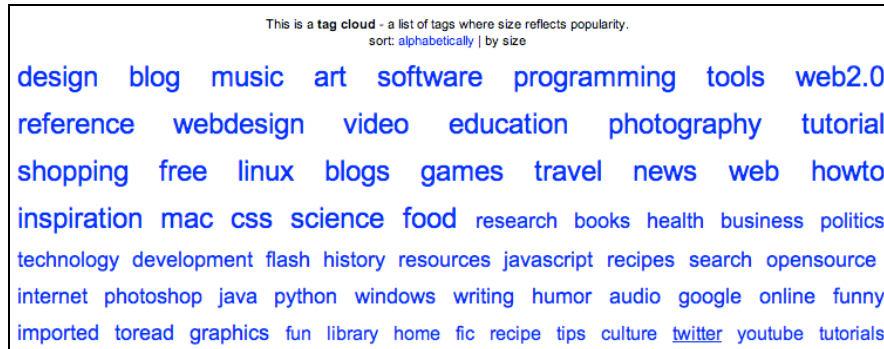 This is a tag cloud - a list of tags where size reflects popularity.
sort: alphabetically | by size
design blog music art software programming tools web2.0
reference webdesign video education photography tutorial
shopping free linux blogs games travel news web howto
inspiration mac css science food research books health business politics
technology development flash history resources javascript recipes search opensource
internet photoshop java python windows writing humor audio google online funny
imported toread graphics fun library home fic recipe tips culture twitter youtube tutorials